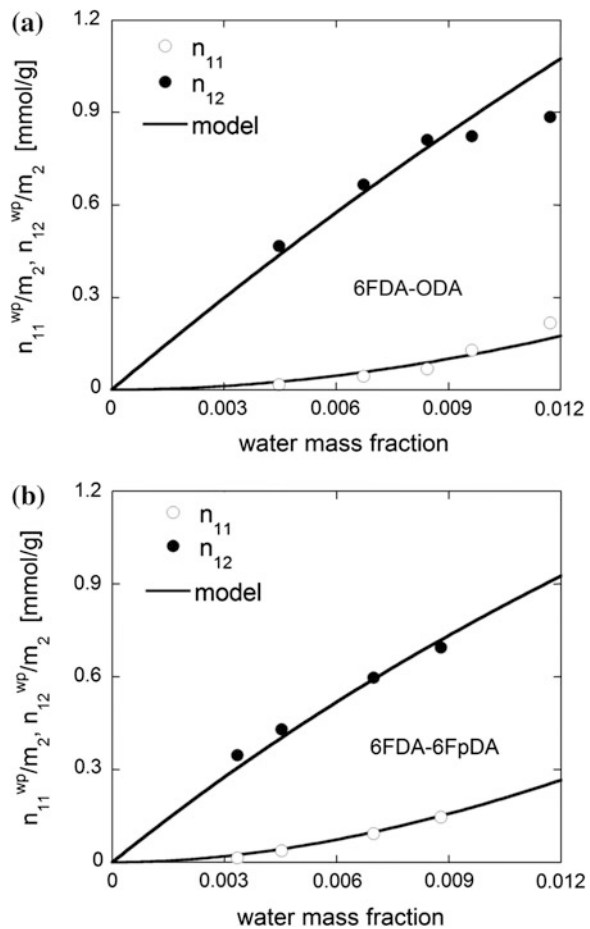 (a)
1.2
0.9
0.6
0.3
0
n₁₁ᵂᵖ/m₂, n₁₂ᵂᵖ/m₂ [mmol/g]
n₁₁
n₁₂
model
6FDA-ODA
0 0.003 0.006 0.009 0.012
water mass fraction
(b)
1.2
0.9
0.6
0.3
0
n₁₁ᵂᵖ/m₂, n₁₂ᵂᵖ/m₂ [mmol/g]
n₁₁
n₁₂
model
6FDA-6FpDA
0 0.003 0.006 0.009 0.012
water mass fraction